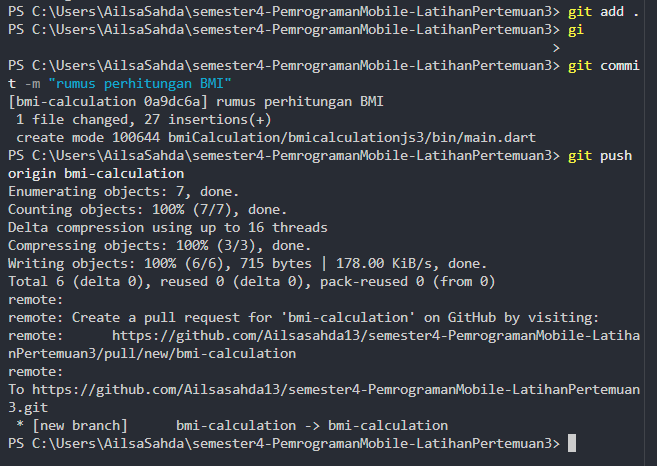 PS C:\Users\AilsaSahda\semester4-PemrogramanMobile-LatihanPertemuan3> git add .
PS C:\Users\AilsaSahda\semester4-PemrogramanMobile-LatihanPertemuan3> gi
>
PS C:\Users\AilsaSahda\semester4-PemrogramanMobile-LatihanPertemuan3> git commi
t -m "rumus perhitungan BMI"
[bmi-calculation 0a9dc6a] rumus perhitungan BMI
1 file changed, 27 insertions(+)
create mode 100644 bmiCalculation/bmicalculationjs3/bin/main.dart
PS C:\Users\AilsaSahda\semester4-PemrogramanMobile-LatihanPertemuan3> git push
origin bmi-calculation
Enumerating objects: 7, done.
Counting objects: 100% (7/7), done.
Delta compression using up to 16 threads
Compressing objects: 100% (3/3), done.
Writing objects: 100% (6/6), 715 bytes | 178.00 KiB/s, done.
Total 6 (delta 0), reused 0 (delta 0), pack-reused 0 (from 0)
remote:
remote: Create a pull request for 'bmi-calculation' on GitHub by visiting:
remote:      https://github.com/Ailsasahda13/semester4-PemrogramanMobile-Latiha
nPertemuan3/pull/new/bmi-calculation
remote:
To https://github.com/Ailsasahda13/semester4-PemrogramanMobile-LatihanPertemuan
3.git
* [new branch]      bmi-calculation -> bmi-calculation
PS C:\Users\AilsaSahda\semester4-PemrogramanMobile-LatihanPertemuan3>